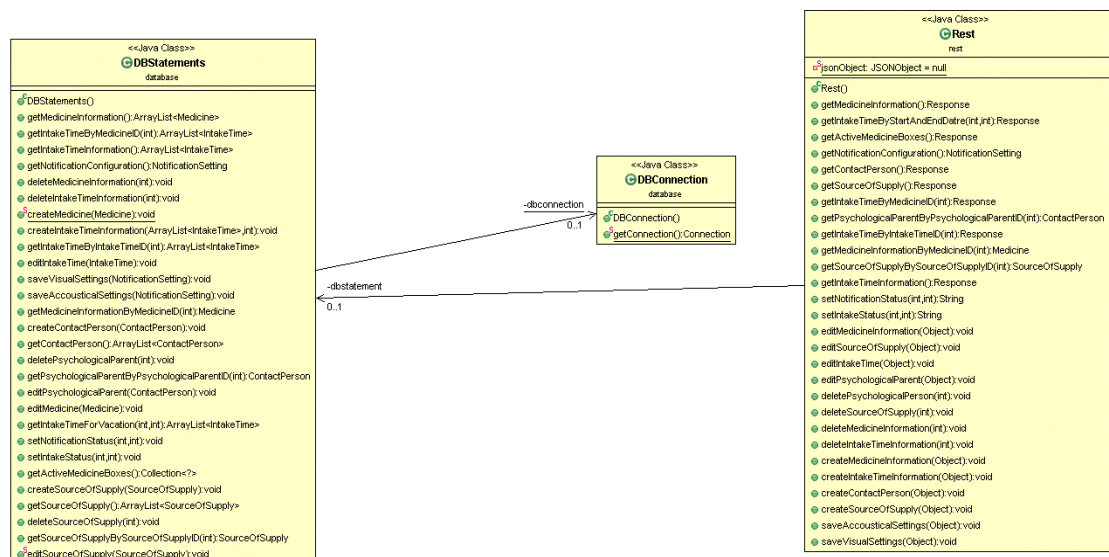 <<Java Class>>
DBStatements
database
DBStatements()
getMedicineInformation():ArrayList<Medicine>
getIntakeTimeByMedicineID(int):ArrayList<IntakeTime>
getIntakeTimeInformation():ArrayList<IntakeTime>
getNotificationConfiguration():NotificationSetting
deleteMedicineInformation(int):void
deleteIntakeTimeInformation(int):void
createMedicine(Medicine):void
createIntakeTimeInformation(ArrayList<IntakeTime>,int):void
getIntakeTimeByIntakeTimeID(int):ArrayList<IntakeTime>
editIntakeTime(IntakeTime):void
saveVisualSettings(NotificationSetting):void
saveAccousticalSettings(NotificationSetting):void
getMedicineInformationByMedicineID(int):Medicine
createContactPerson(ContactPerson):void
getContactPerson():ArrayList<ContactPerson>
deletePsychologicalParent(int):void
getPsychologicalParentByPsychologicalParentID(int):ContactPerson
editPsychologicalParent(ContactPerson):void
editMedicine(Medicine):void
getIntakeTimeForVacation(int,int):ArrayList<IntakeTime>
setNotificationStatus(int,int):void
setIntakeStatus(int,int):void
getActiveMedicineBoxes():Collection<?>
createSourceOfSupply(SourceOfSupply):void
getSourceOfSupply():ArrayList<SourceOfSupply>
deleteSourceOfSupply(int):void
getSourceOfSupplyBySourceOfSupplyID(int):SourceOfSupply
editSourceOfSupply(SourceOfSupply):void
-dbconnection
0..1
-dbstatement
0..1
<<Java Class>>
DBConnection
database
DBConnection()
getConnection():Connection
<<Java Class>>
Rest
rest
jsonObject: JSONObject = null
Rest()
getMedicineInformation():Response
getIntakeTimeByStartAndEndDatre(int,int):Response
getActiveMedicineBoxes():Response
getNotificationConfiguration():NotificationSetting
getContactPerson():Response
getSourceOfSupply():Response
getIntakeTimeByMedicineID(int):Response
getPsychologicalParentByPsychologicalParentID(int):ContactPerson
getIntakeTimeByIntakeTimeID(int):Response
getMedicineInformationByMedicineID(int):Medicine
getSourceOfSupplyBySourceOfSupplyID(int):SourceOfSupply
getIntakeTimeInformation():Response
setNotificationStatus(int,int):String
setIntakeStatus(int,int):String
editMedicineInformation(Object):void
editSourceOfSupply(Object):void
editIntakeTime(Object):void
editPsychologicalParent(Object):void
deletePsychologicalPerson(int):void
deleteSourceOfSupply(int):void
deleteMedicineInformation(int):void
deleteIntakeTimeInformation(int):void
createMedicineInformation(Object):void
createIntakeTimeInformation(Object):void
createContactPerson(Object):void
createSourceOfSupply(Object):void
saveAccousticalSettings(Object):void
saveVisualSettings(Object):void